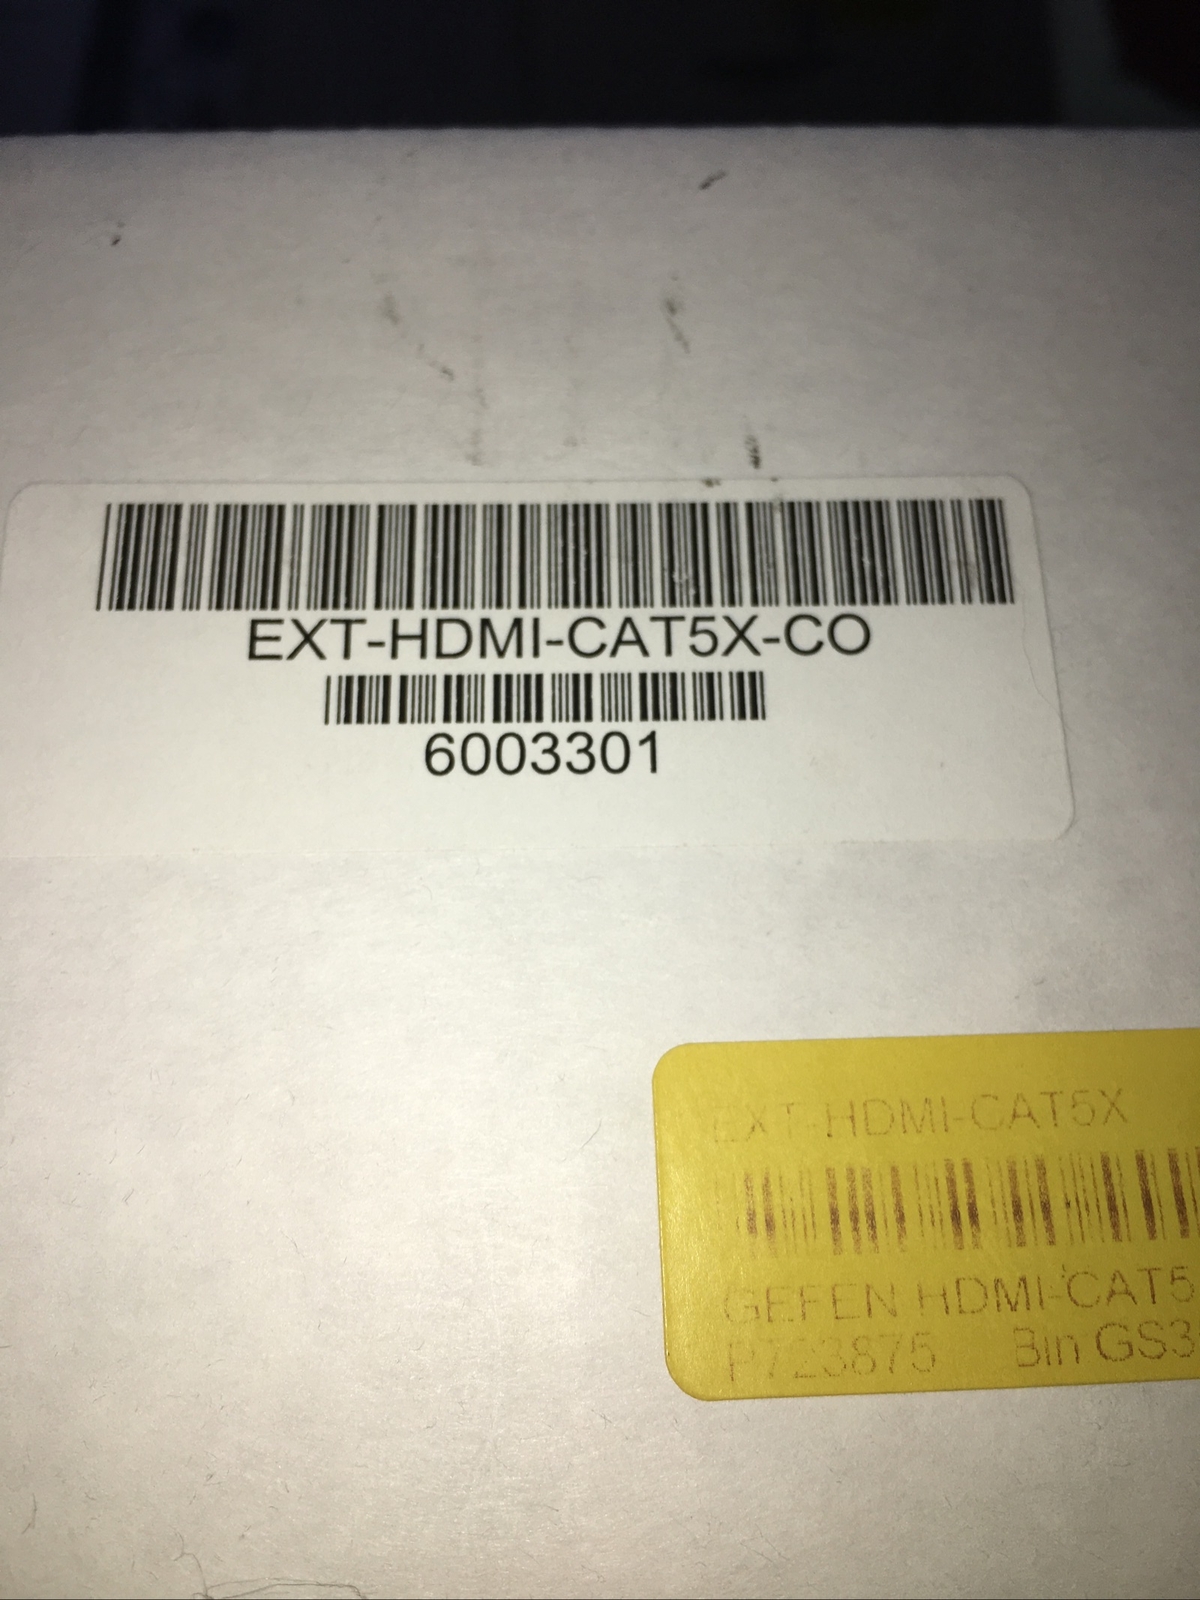 EXT-HDMI-CAT5X-CO
6003301
EXT-HDMI-CAT5X
GEFEN HDMI-CAT5
P723875 Bin GS3